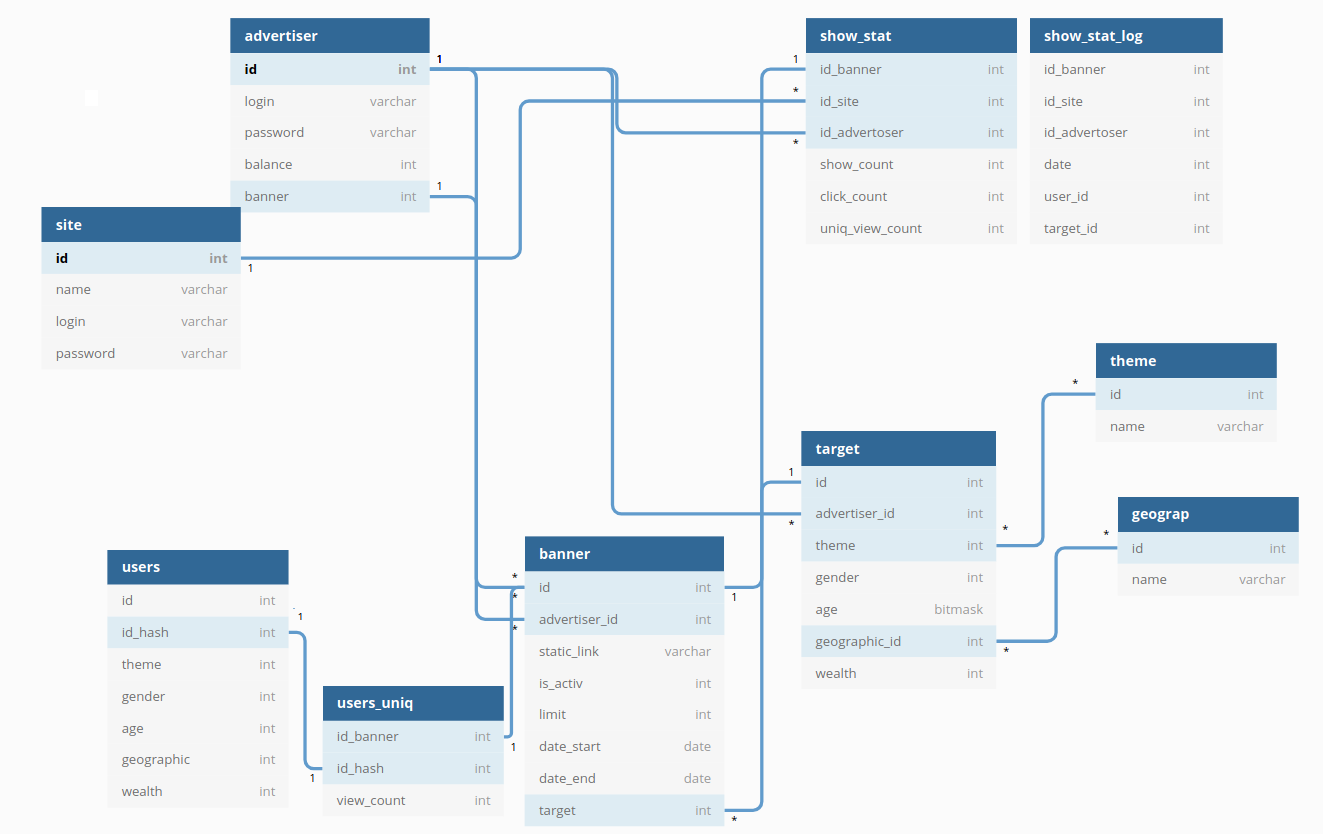 advertiser
id int
login varchar
password varchar
balance int
banner int
1
1
show_stat
id_banner int
id_site int
id_advertoser int
show_count int
click_count int
uniq_view_count int
1
*
*
show_stat_log
id_banner int
id_site int
id_advertoser int
date int
user_id int
target_id int
site
id int
name varchar
login varchar
password varchar
1
theme
id int
name varchar
*
target
id int
advertiser_id int
theme int
gender int
age bitmask
geographic_id int
wealth int
1
*
*
*
geograp
id int
name varchar
*
users
id int
id_hash int
theme int
gender int
age int
geographic int
wealth int
1
users_uniq
id_banner int
id_hash int
view_count int
1
1
banner
id int
advertiser_id int
static_link varchar
is_activ int
limit int
date_start date
date_end date
target int
*
*
*
1
*